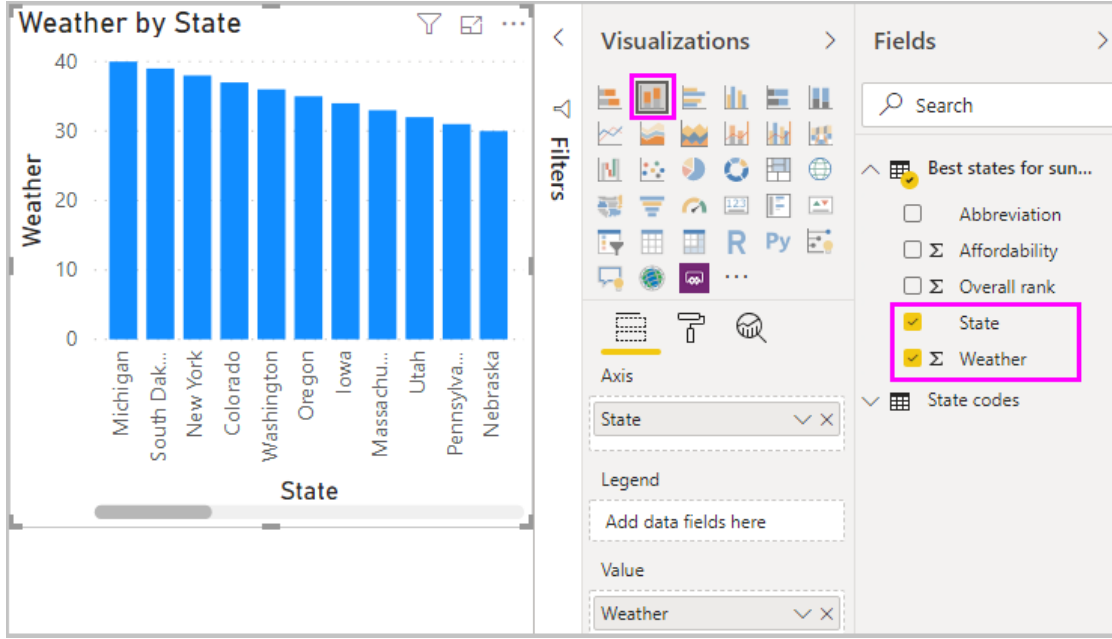 Weather by State
Weather
40
30
20
10
0
Michigan
South Dak...
New York
Colorado
Washington
Oregon
Iowa
Massachu...
Utah
Pennsylva...
Nebraska
State
Filters
Visualizations
123
R
Py
...
Axis
State
Legend
Add data fields here
Value
Weather
Fields
Search
Best states for sun...
Abbreviation
Σ Affordability
Σ Overall rank
State
Σ Weather
State codes